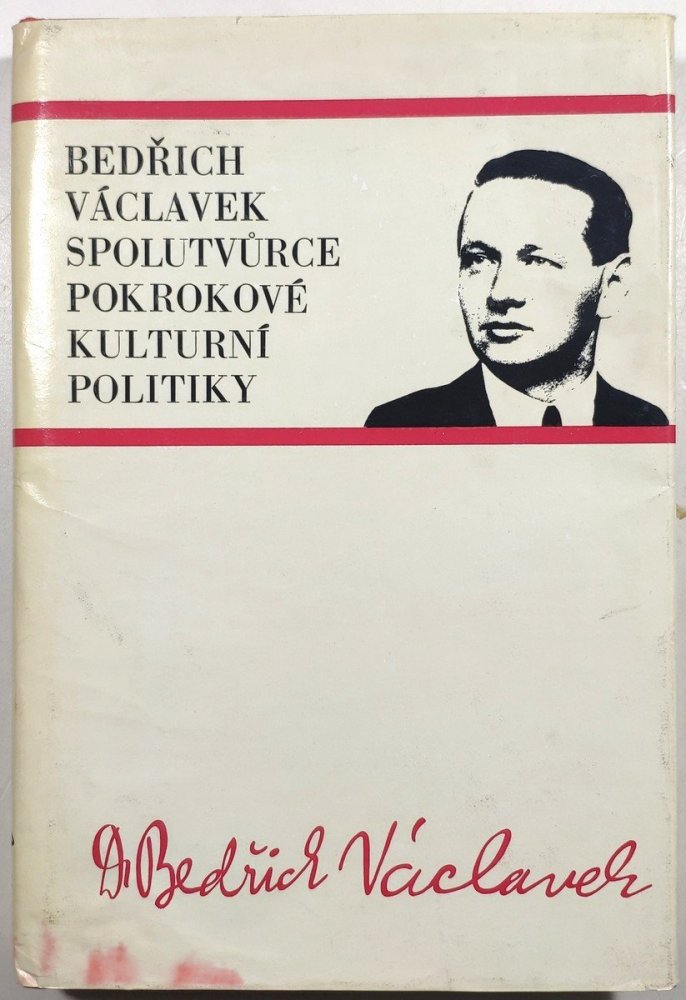 BEDŘICH
VÁCLAVEK
SPOLUTVŮRCE
POKROKOVÉ
KULTURNÍ
POLITIKY
Dr Bedřich Václavek